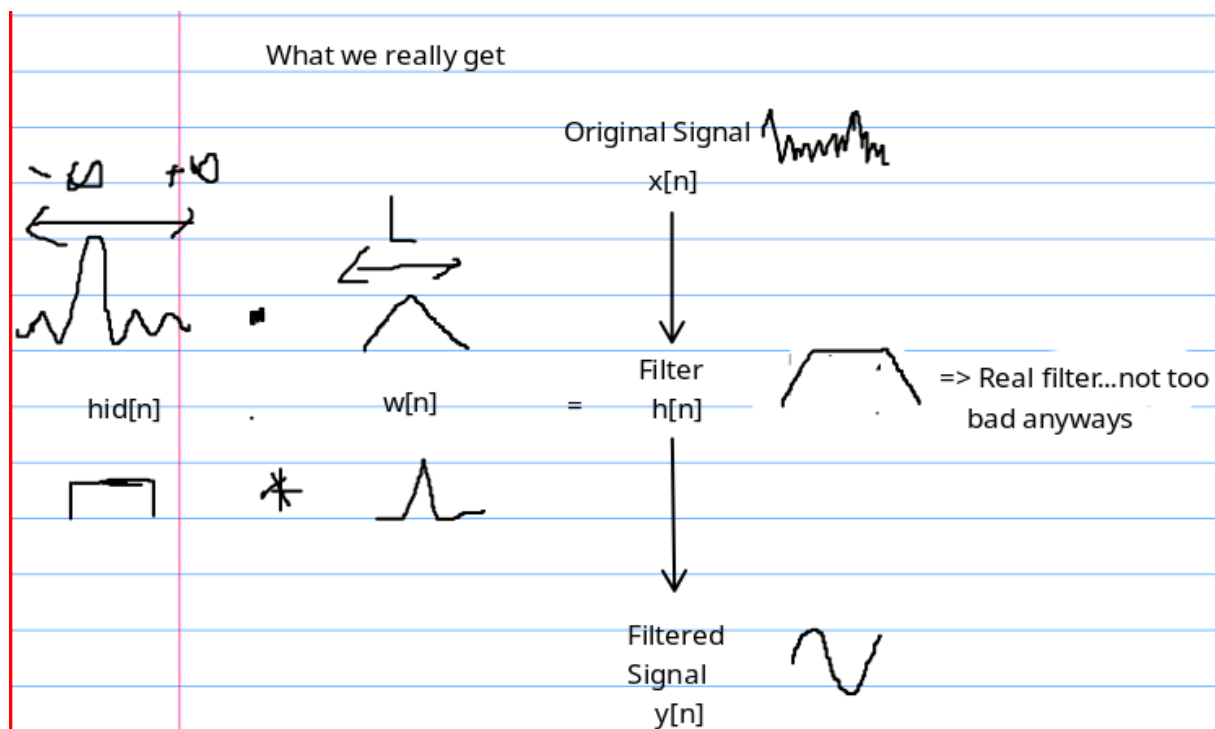 What we really get
Original Signal
x[n]
L
Filter
hid[n] . w[n] = h[n]
=> Real filter...not too
bad anyways
*
Filtered
Signal
y[n]